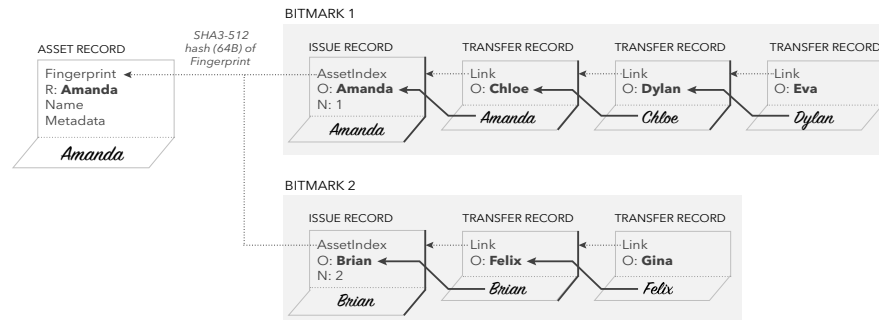 BITMARK 1
SHA3-512
hash (64B) of
Fingerprint
ASSET RECORD
Fingerprint
R: Amanda
Name
Metadata
Amanda
ISSUE RECORD
AssetIndex
O: Amanda
N: 1
Amanda
TRANSFER RECORD
Link
O: Chloe
Amanda
TRANSFER RECORD
Link
O: Dylan
Chloe
TRANSFER RECORD
Link
O: Eva
Dylan
BITMARK 2
ISSUE RECORD
AssetIndex
O: Brian
N: 2
Brian
TRANSFER RECORD
Link
O: Felix
Brian
TRANSFER RECORD
Link
O: Gina
Felix